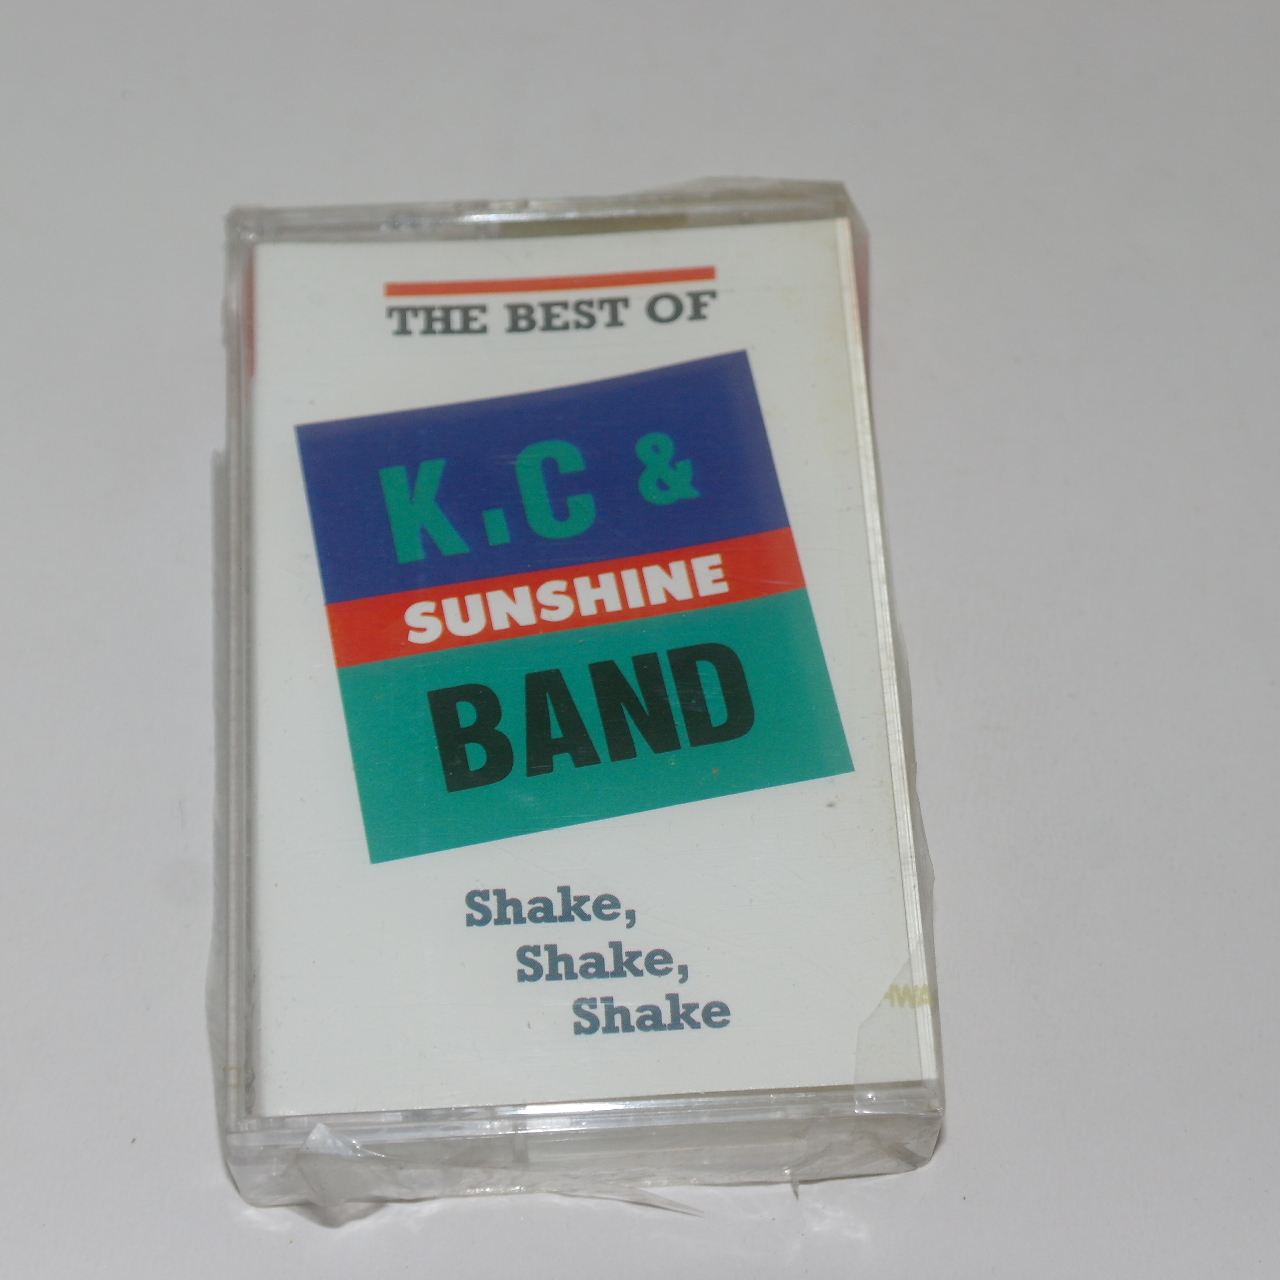 THE BEST OF
K.C &
SUNSHINE
BAND
Shake,
Shake,
Shake